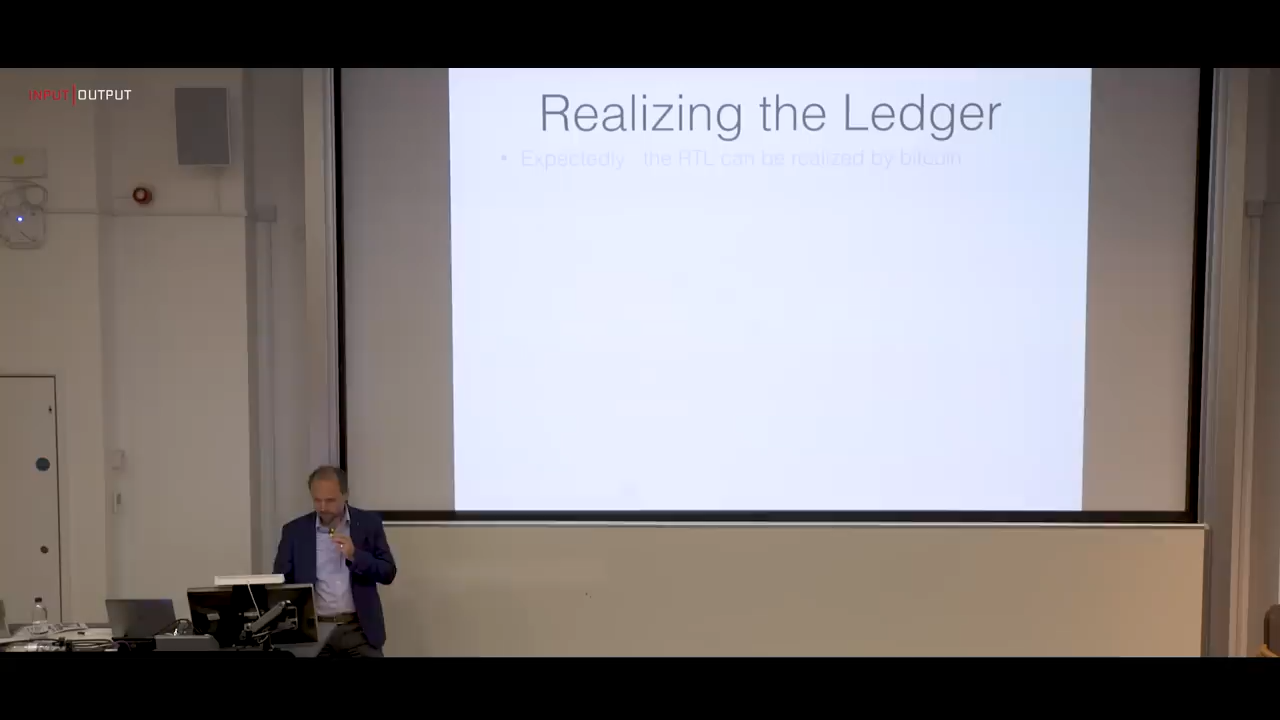 INPUT|OUTPUT
Realizing the Ledger
• Expectedly the RTL can be realized by bitcoin